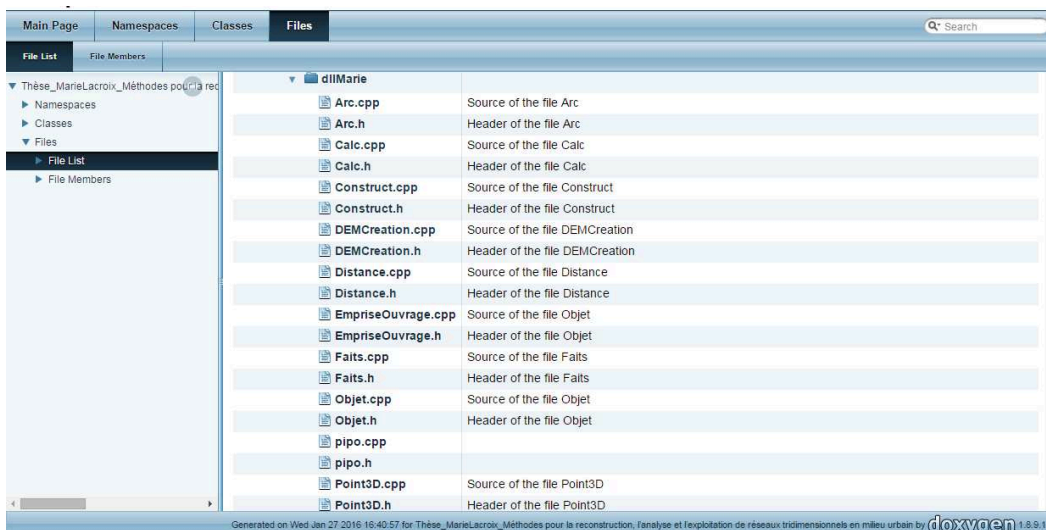 Main Page Namespaces Classes Files Search
File List File Members
Thèse_MarieLacroix_Méthodes pour la rec
Namespaces
Classes
Files
File List
File Members
dllMarie
Arc.cpp Source of the file Arc
Arc.h Header of the file Arc
Calc.cpp Source of the file Calc
Calc.h Header of the file Calc
Construct.cpp Source of the file Construct
Construct.h Header of the file Construct
DEMCreation.cpp Source of the file DEMCreation
DEMCreation.h Header of the file DEMCreation
Distance.cpp Source of the file Distance
Distance.h Header of the file Distance
EmpriseOuvrage.cpp Source of the file Objet
EmpriseOuvrage.h Header of the file Objet
Faits.cpp Source of the file Faits
Faits.h Header of the file Faits
Objet.cpp Source of the file Objet
Objet.h Header of the file Objet
pipo.cpp
pipo.h
Point3D.cpp Source of the file Point3D
Point3D.h Header of the file Point3D
Generated on Wed Jan 27 2016 16:40:57 for Thèse_MarieLacroix_Méthodes pour la reconstruction, l'analyse et l'exploitation de réseaux tridimensionnels en milieu urbain by doxygen 1.8.9.1